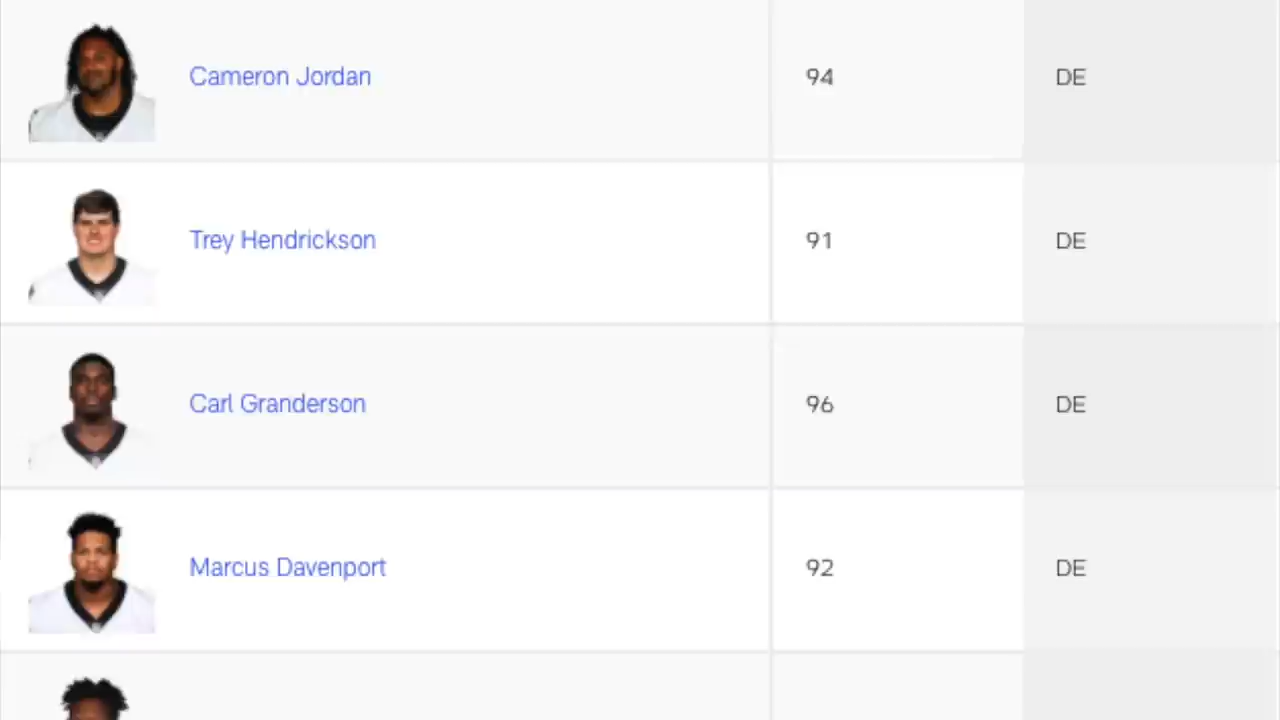 Cameron Jordan 94 DE
Trey Hendrickson 91 DE
Carl Granderson 96 DE
Marcus Davenport 92 DE